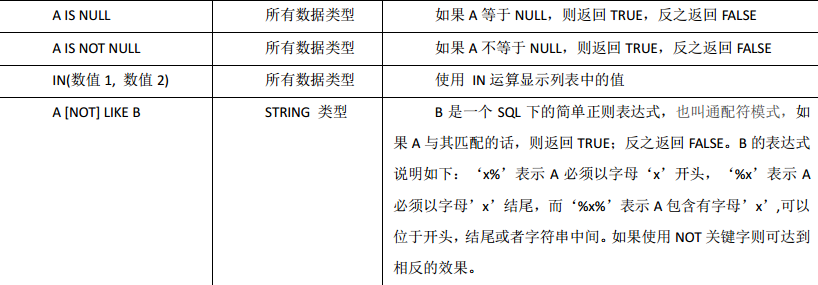 A IS NULL 所有数据类型 如果 A 等于 NULL，则返回 TRUE，反之返回 FALSE
A IS NOT NULL 所有数据类型 如果 A 不等于 NULL，则返回 TRUE，反之返回 FALSE
IN(数值 1, 数值 2) 所有数据类型 使用 IN 运算显示列表中的值
A [NOT] LIKE B STRING 类型 B 是一个 SQL 下的简单正则表达式，也叫通配符模式，如
果 A 与其匹配的话，则返回 TRUE；反之返回 FALSE。B 的表达式
说明如下：‘x%’表示 A 必须以字母‘x’开头，‘%x’表示 A
必须以字母’x’结尾，而‘%x%’表示 A 包含有字母’x’,可以
位于开头，结尾或者字符串中间。如果使用 NOT 关键字则可达到
相反的效果。